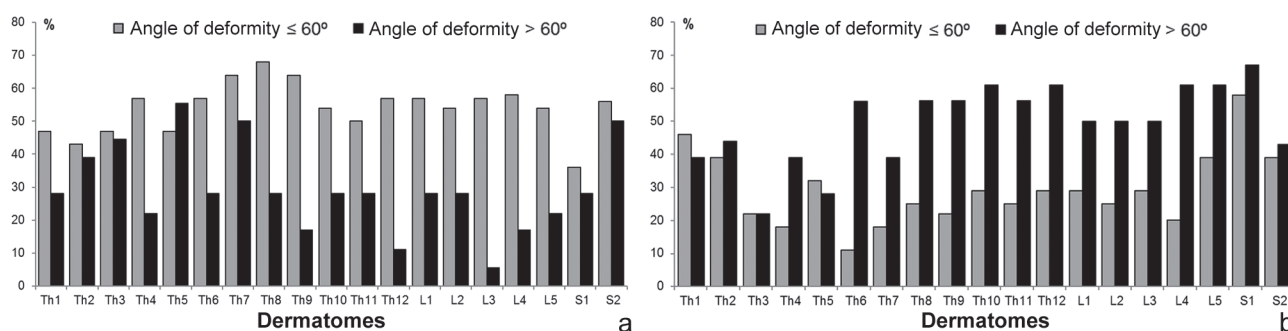 80 % Angle of deformity ≤ 60º Angle of deformity > 60º
70
60
50
40
30
20
10
0
Th1 Th2 Th3 Th4 Th5 Th6 Th7 Th8 Th9 Th10 Th11 Th12 L1 L2 L3 L4 L5 S1 S2
Dermatomes a
80 % Angle of deformity ≤ 60º Angle of deformity > 60º
70
60
50
40
30
20
10
0
Th1 Th2 Th3 Th4 Th5 Th6 Th7 Th8 Th9 Th10 Th11 Th12 L1 L2 L3 L4 L5 S1 S2
Dermatomes